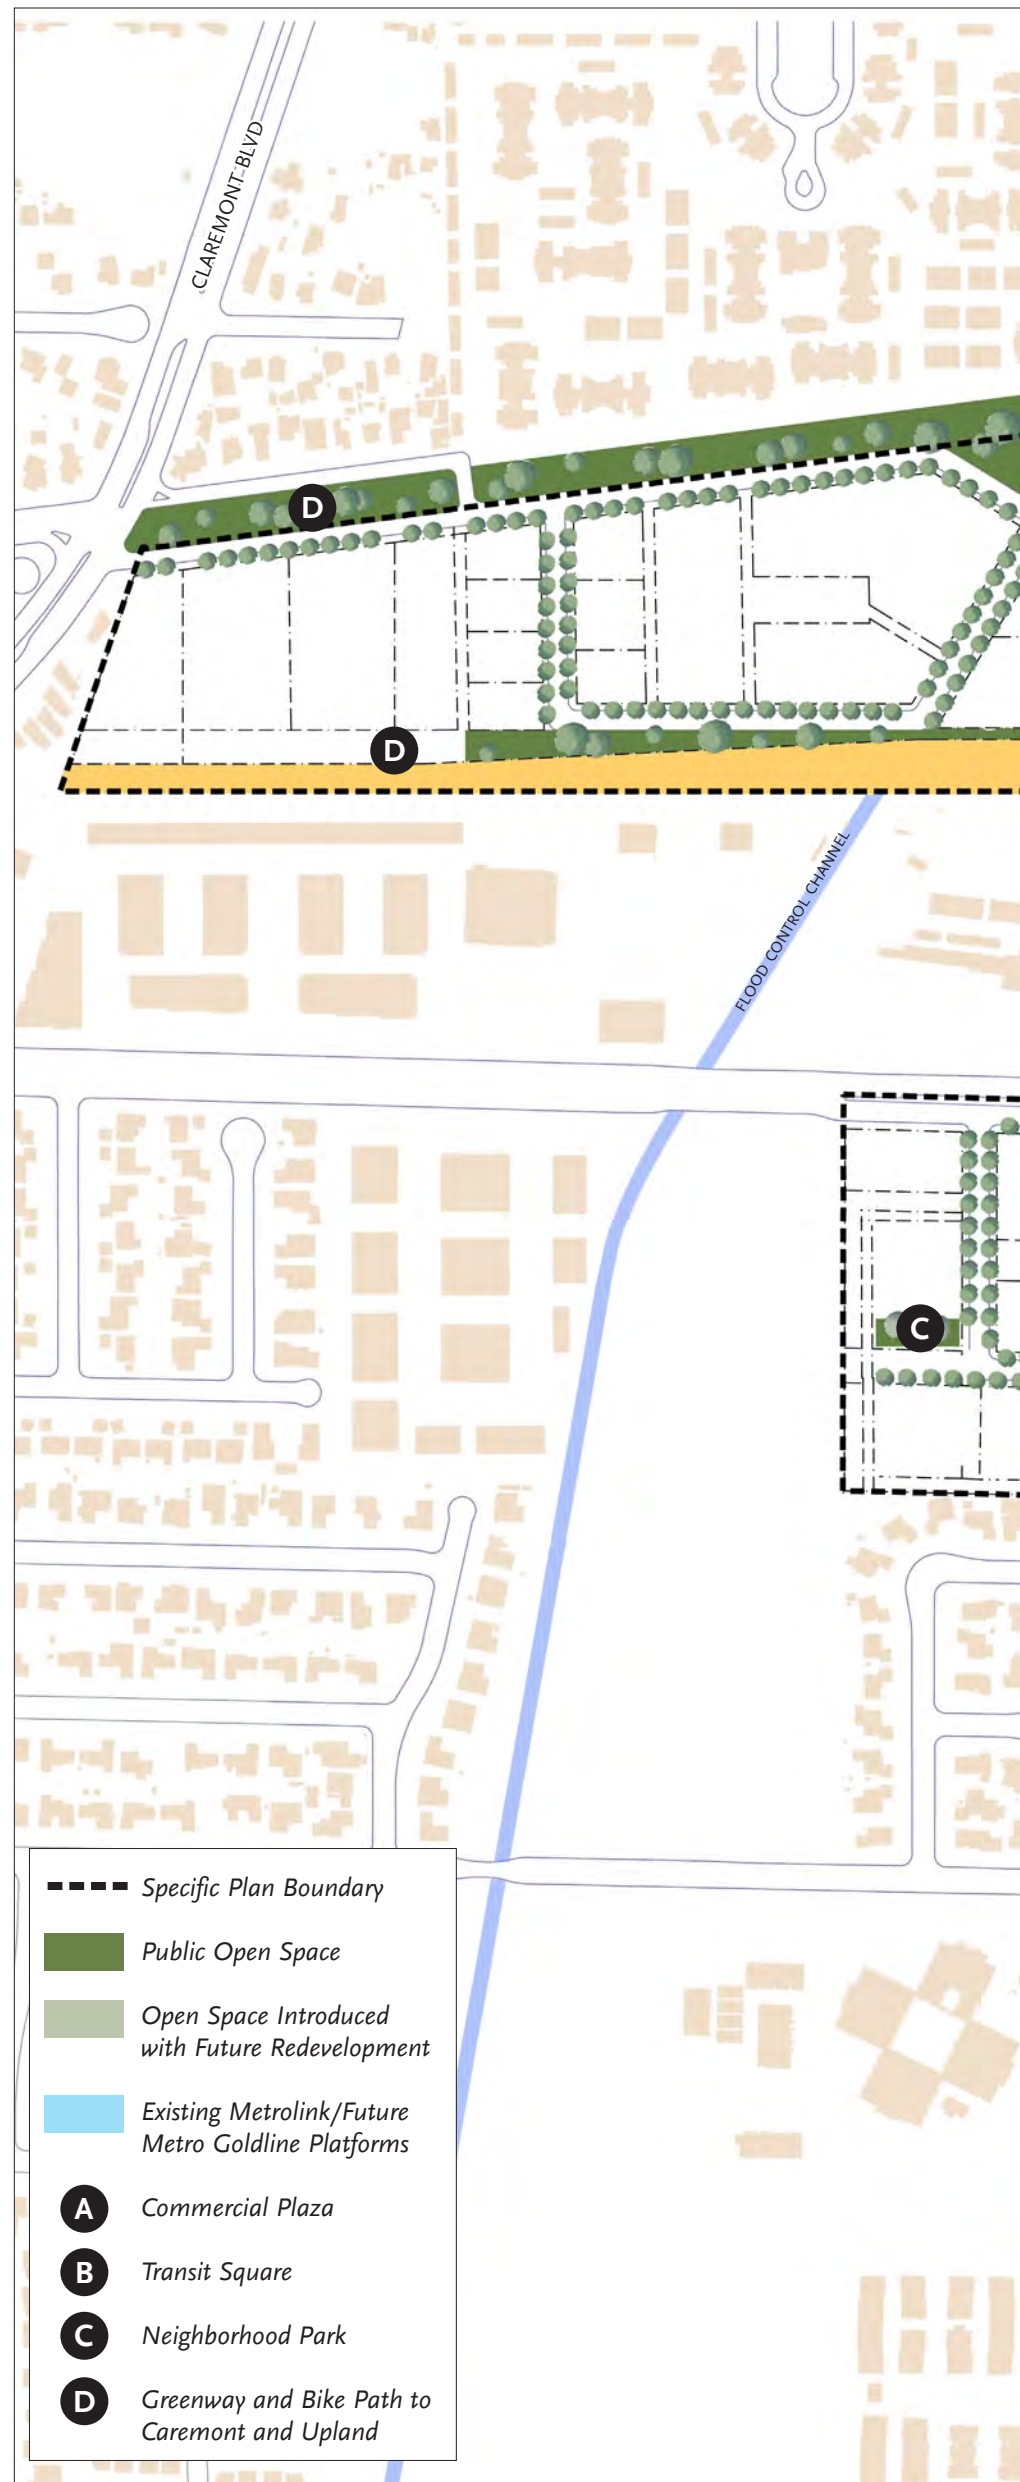 CLAREMONT BLVD
D
D
FLOOD CONTROL CHANNEL
C
Specific Plan Boundary
Public Open Space
Open Space Introduced
with Future Redevelopment
Existing Metrolink/Future
Metro Goldline Platforms
A Commercial Plaza
B Transit Square
C Neighborhood Park
D Greenway and Bike Path to
Caremont and Upland